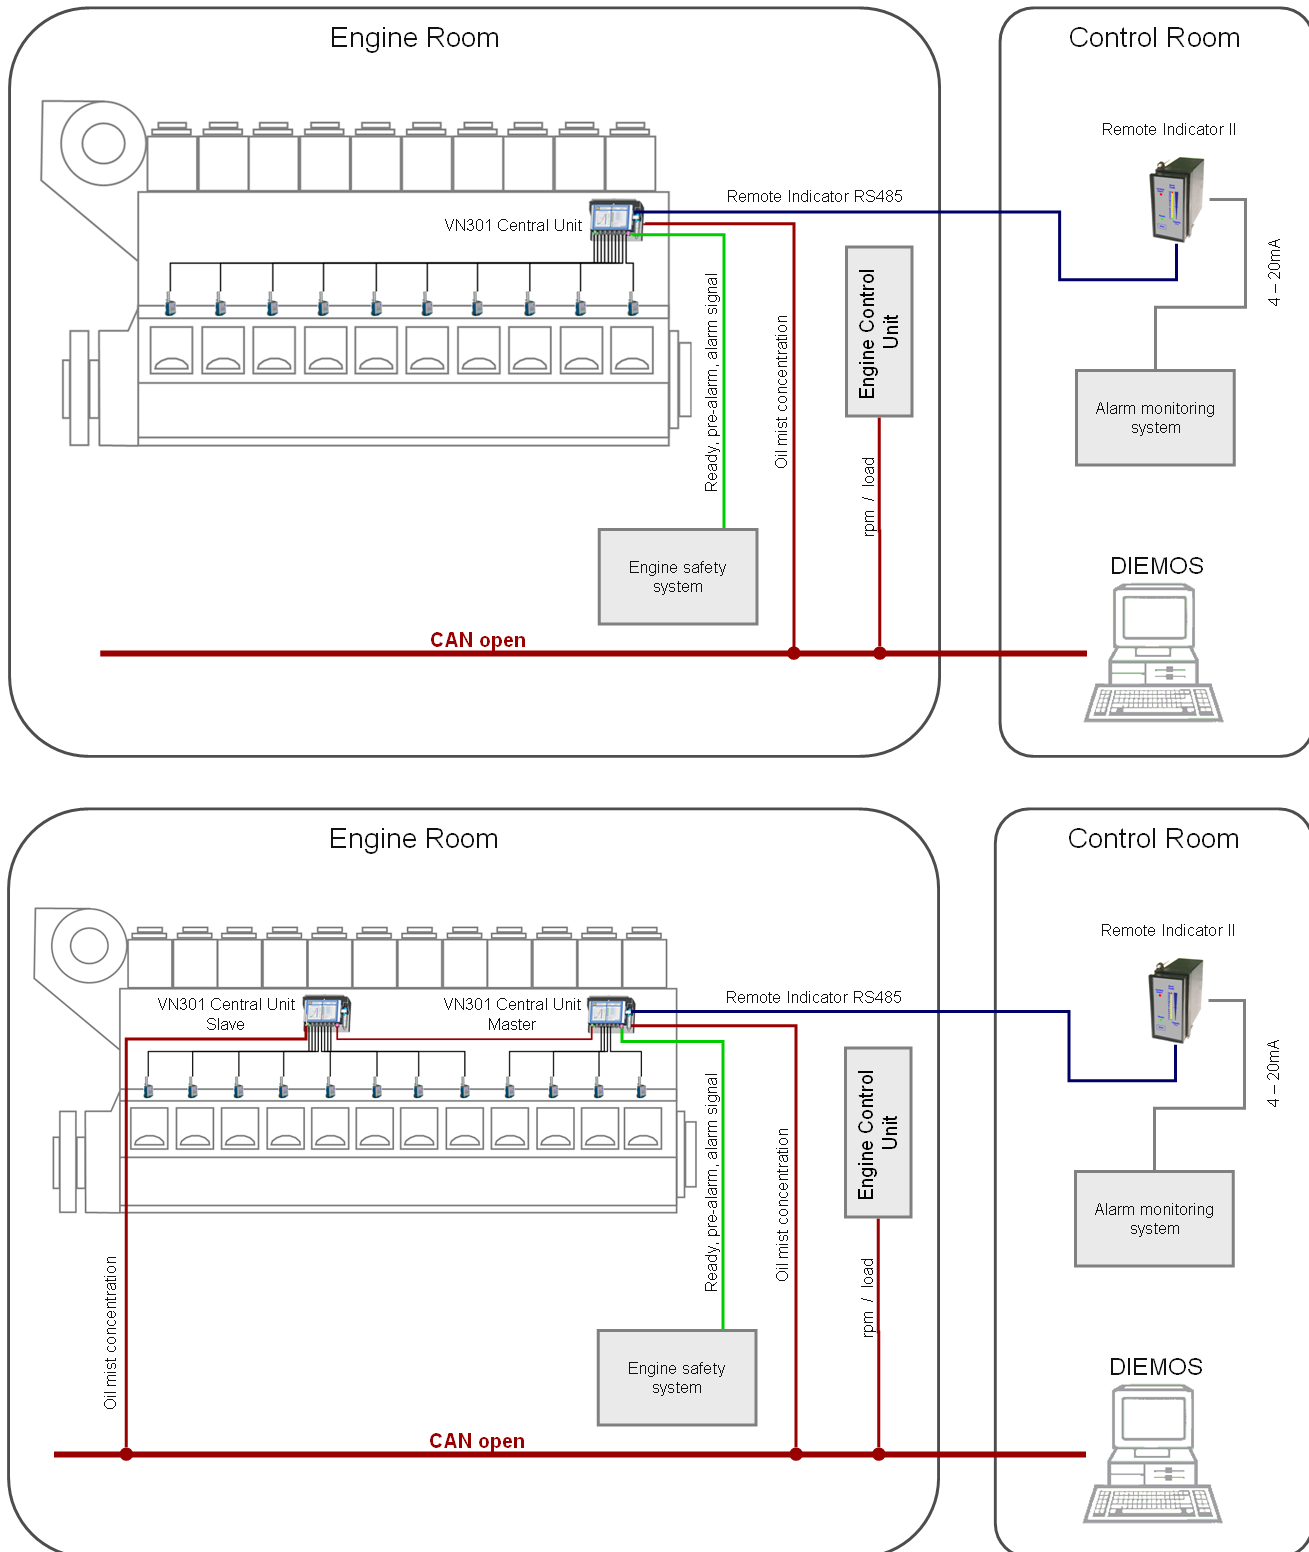 Engine Room
Control Room
Remote Indicator II
Remote Indicator RS485
VN301 Central Unit
4 – 20mA
Engine Control
Unit
Ready, pre-alarm, alarm signal
Oil mist concentration
Alarm monitoring
system
rpm / load
Engine safety
system
DIEMOS
CAN open
Engine Room
Control Room
Remote Indicator II
Remote Indicator RS485
VN301 Central Unit
Slave
VN301 Central Unit
Master
4 – 20mA
Engine Control
Unit
Ready, pre-alarm, alarm signal
Oil mist concentration
Alarm monitoring
system
Oil mist concentration
rpm / load
Engine safety
system
DIEMOS
CAN open